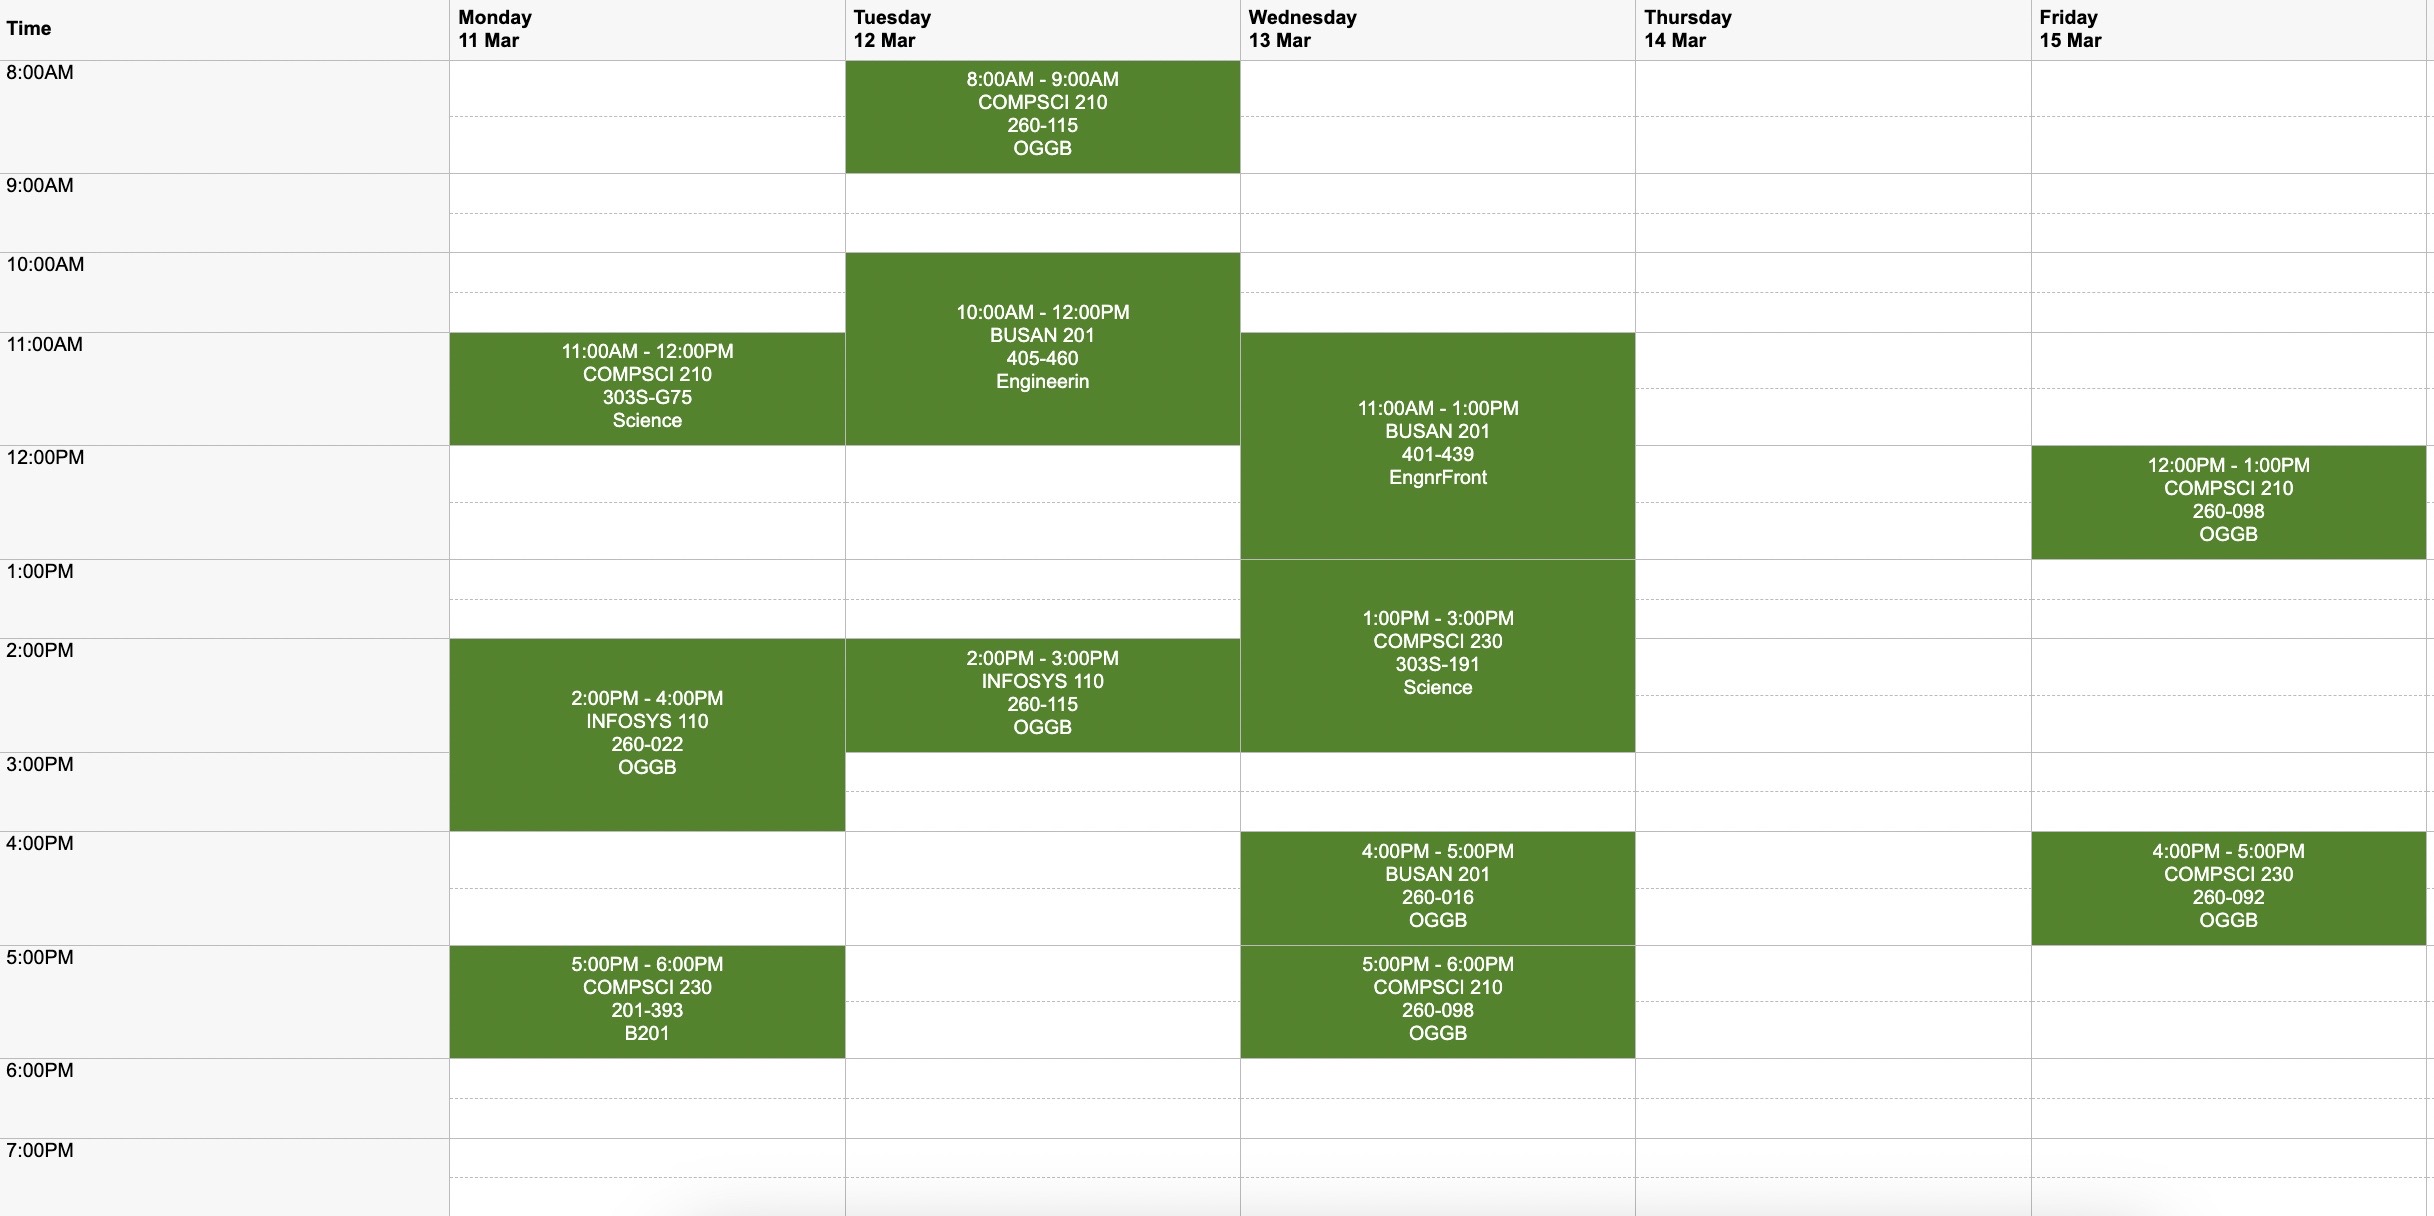 Time
Monday
11 Mar
Tuesday
12 Mar
Wednesday
13 Mar
Thursday
14 Mar
Friday
15 Mar
8:00AM
8:00AM - 9:00AM
COMPSCI 210
260-115
OGGB
9:00AM
10:00AM
10:00AM - 12:00PM
BUSAN 201
405-460
Engineerin
11:00AM
11:00AM - 12:00PM
COMPSCI 210
303S-G75
Science
11:00AM - 1:00PM
BUSAN 201
401-439
EngnrFront
12:00PM
12:00PM - 1:00PM
COMPSCI 210
260-098
OGGB
1:00PM
1:00PM - 3:00PM
COMPSCI 230
303S-191
Science
2:00PM
2:00PM - 4:00PM
INFOSYS 110
260-022
OGGB
2:00PM - 3:00PM
INFOSYS 110
260-115
OGGB
3:00PM
4:00PM
4:00PM - 5:00PM
BUSAN 201
260-016
OGGB
4:00PM - 5:00PM
COMPSCI 230
260-092
OGGB
5:00PM
5:00PM - 6:00PM
COMPSCI 230
201-393
B201
5:00PM - 6:00PM
COMPSCI 210
260-098
OGGB
6:00PM
7:00PM